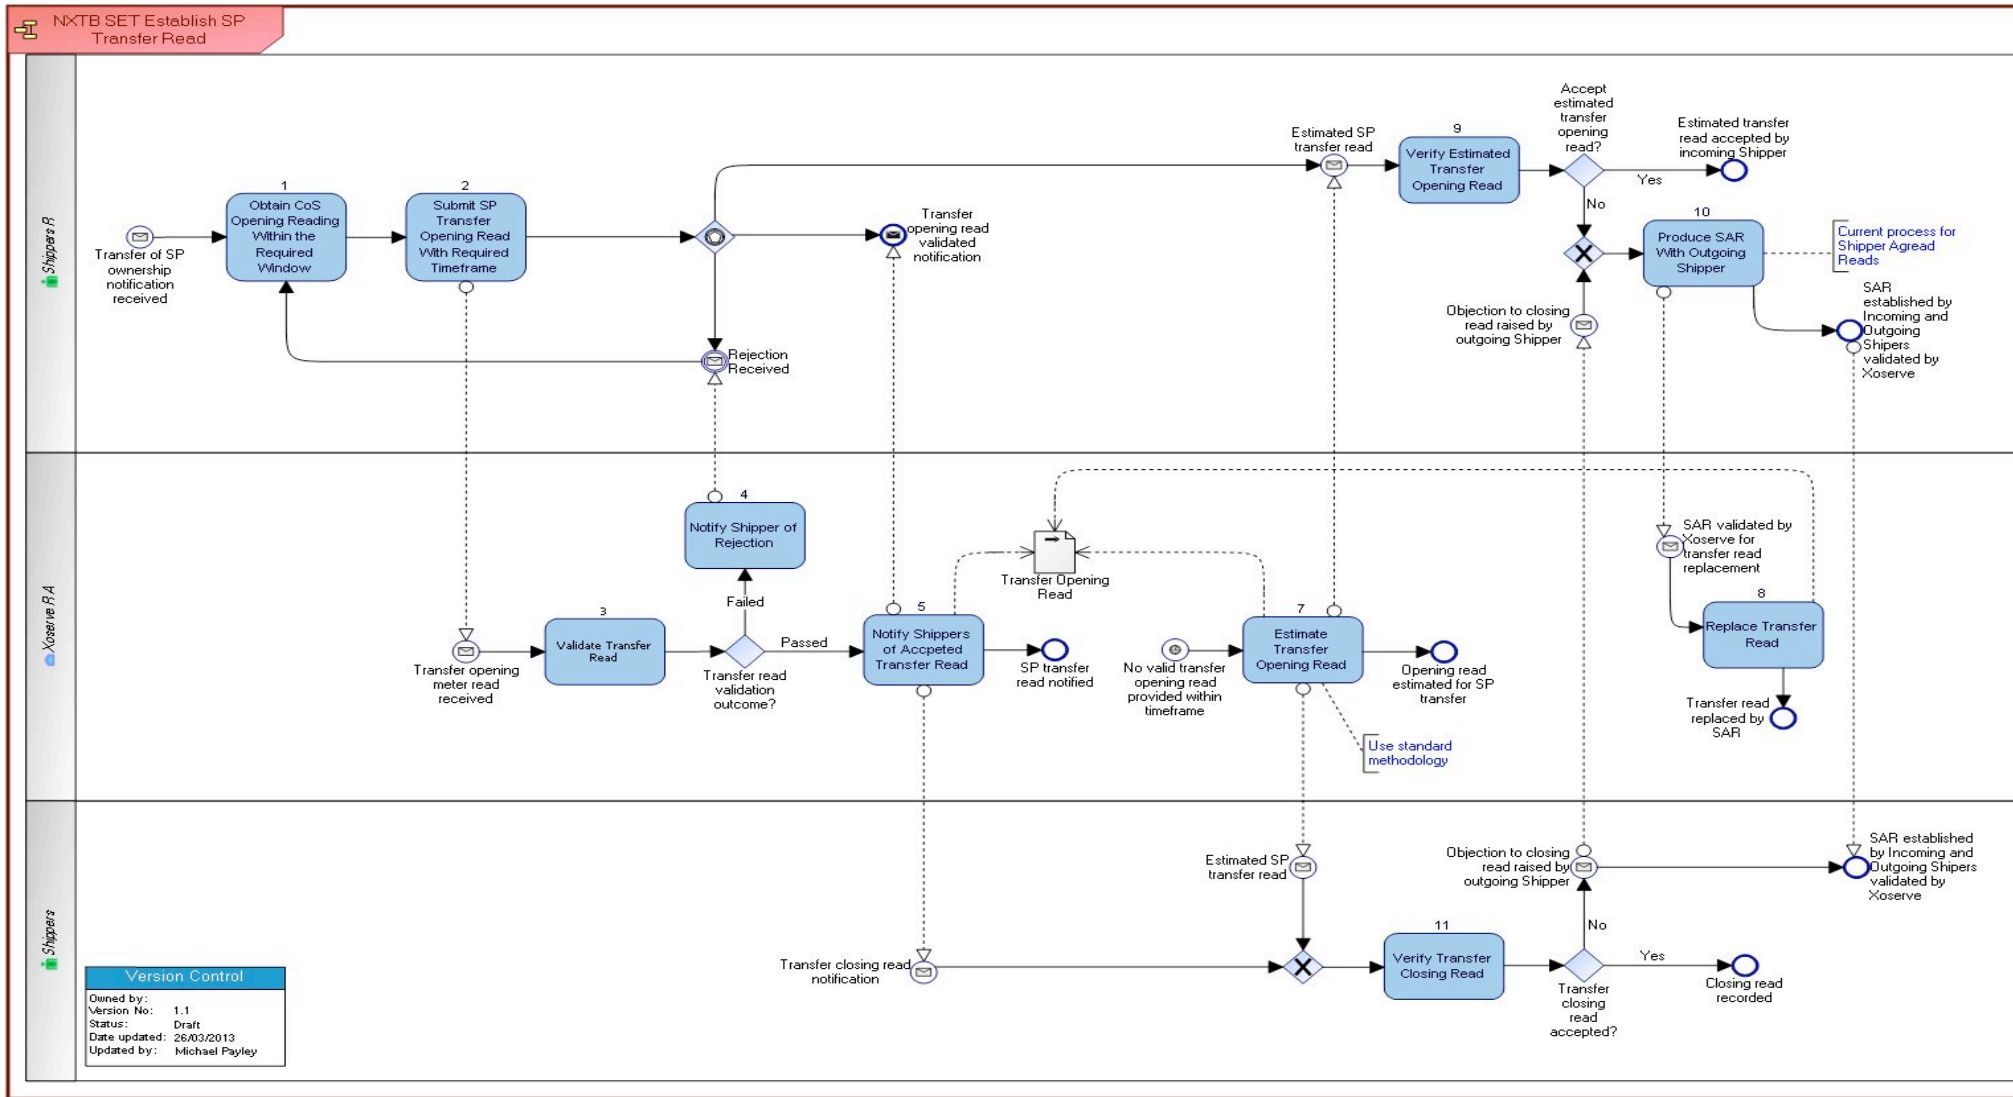 NXTB SET Establish SP
Transfer Read
Shippers R
Transfer of SP
ownership
notification
received
1
Obtain CoS
Opening Reading
Within the
Required
Window
2
Submit SP
Transfer
Opening Read
With Required
Timeframe
Rejection
Received
Transfer
opening read
validated
notification
Estimated SP
transfer read
9
Verify Estimated
Transfer
Opening Read
Accept
estimated
transfer
opening
read?
Yes
Estimated transfer
read accepted by
incoming Shipper
No
10
Produce SAR
With Outgoing
Shipper
Current process for
Shipper Agread
Reads
Objection to closing
read raised by
outgoing Shipper
SAR
established by
Incoming and
Outgoing
Shipers
validated by
Xoserve
Xoserve R A
Transfer opening
meter read
received
3
Validate Transfer
Read
4
Notify Shipper of
Rejection
Failed
Passed
Transfer read
validation
outcome?
5
Notify Shippers
of Accpeted
Transfer Read
SP transfer
read notified
Transfer Opening
Read
No valid transfer
opening read
provided within
timeframe
7
Estimate
Transfer
Opening Read
Opening read
estimated for SP
transfer
Use standard
methodology
SAR validated by
Xoserve for
transfer read
replacement
8
Replace Transfer
Read
Transfer read
replaced by
SAR
Shippers
Transfer closing read
notification
Estimated SP
transfer read
11
Verify Transfer
Closing Read
Objection to closing
read raised by
outgoing Shipper
No
Yes
Transfer
closing
read
accepted?
Closing read
recorded
SAR established
by Incoming and
Outgoing Shipers
validated by
Xoserve
Version Control
Owned by:
Version No: 1.1
Status: Draft
Date updated: 26/03/2013
Updated by: Michael Payley